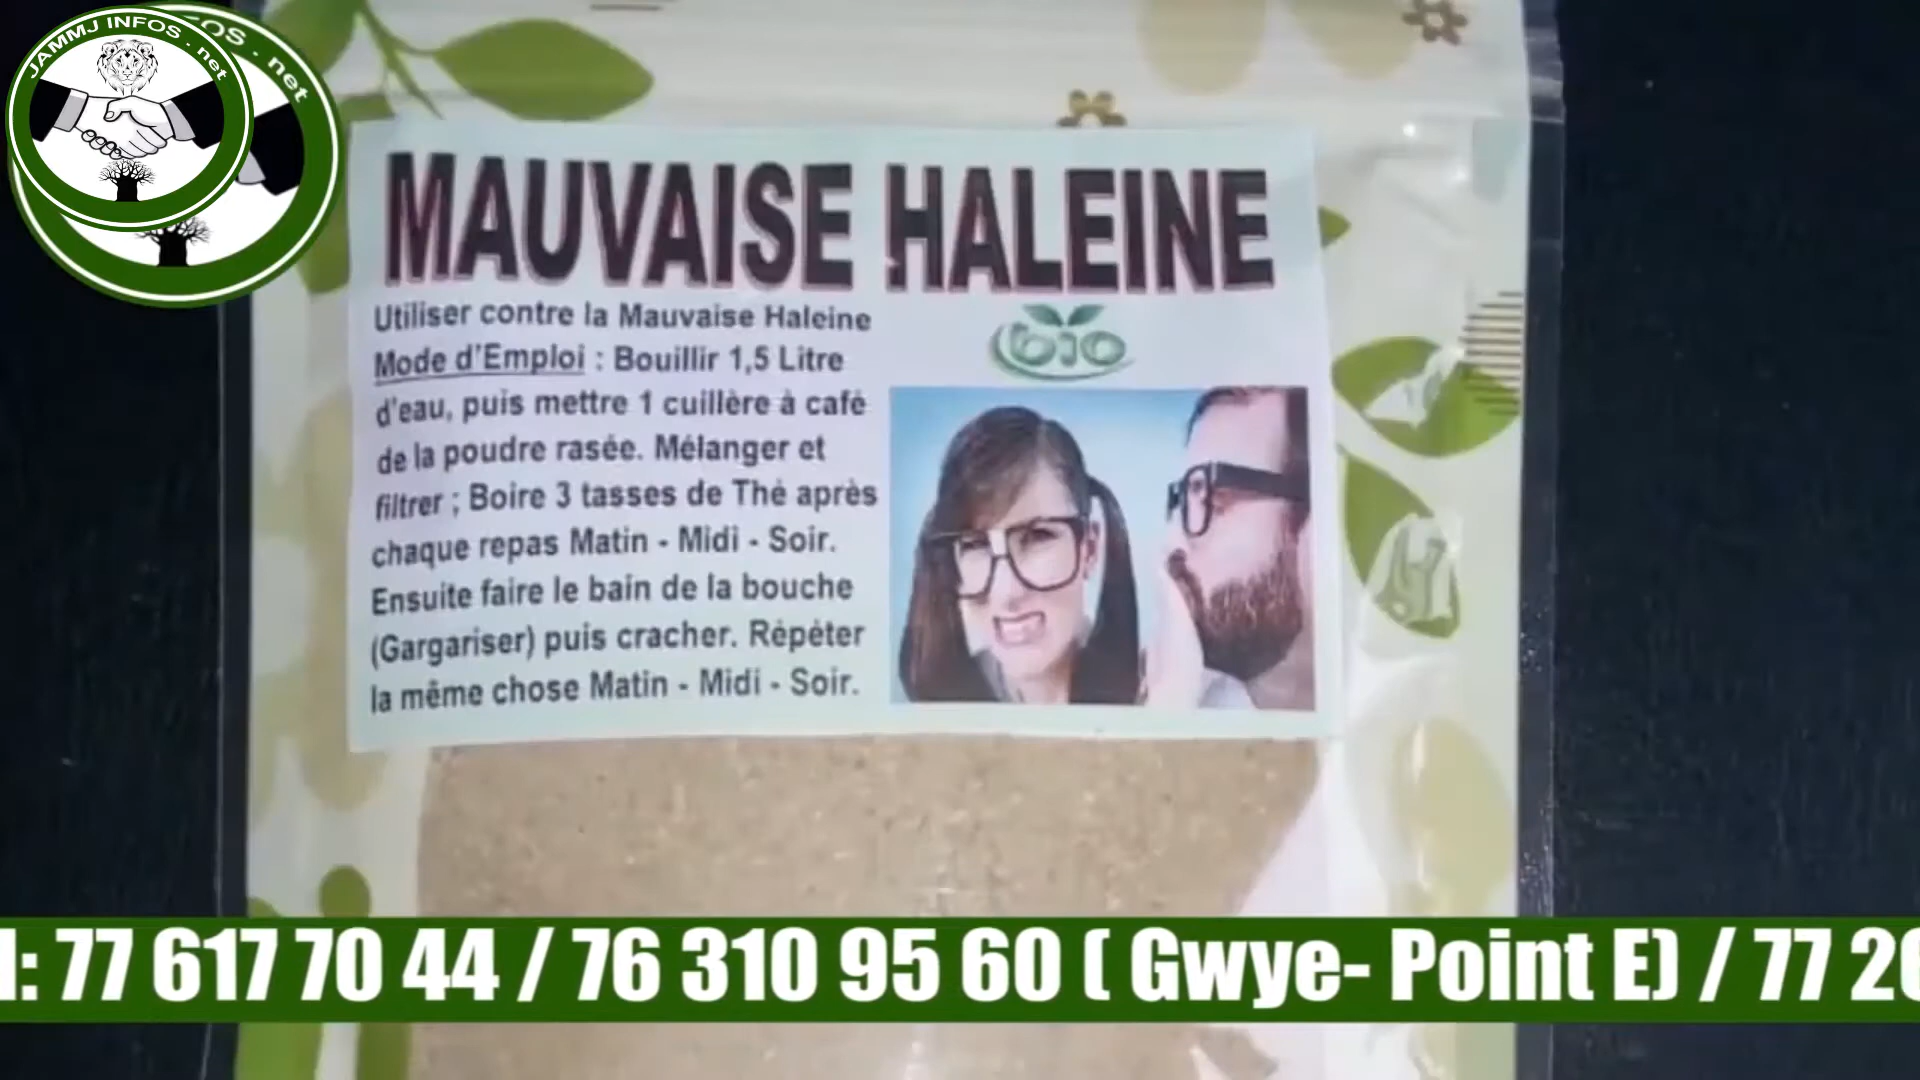 JAMMJ INFOS . net
OS . net
MAUVAISE HALEINE
Utiliser contre la Mauvaise Haleine
Mode d'Emploi : Bouillir 1,5 Litre
d'eau, puis mettre 1 cuillère à café
de la poudre rasée. Mélanger et
filtrer ; Boire 3 tasses de Thé après
chaque repas Matin - Midi - Soir.
Ensuite faire le bain de la bouche
(Gargariser) puis cracher. Répéter
la même chose Matin - Midi - Soir.
bio
l: 77 617 70 44 / 76 310 95 60 ( Gwye- Point E) / 77 20